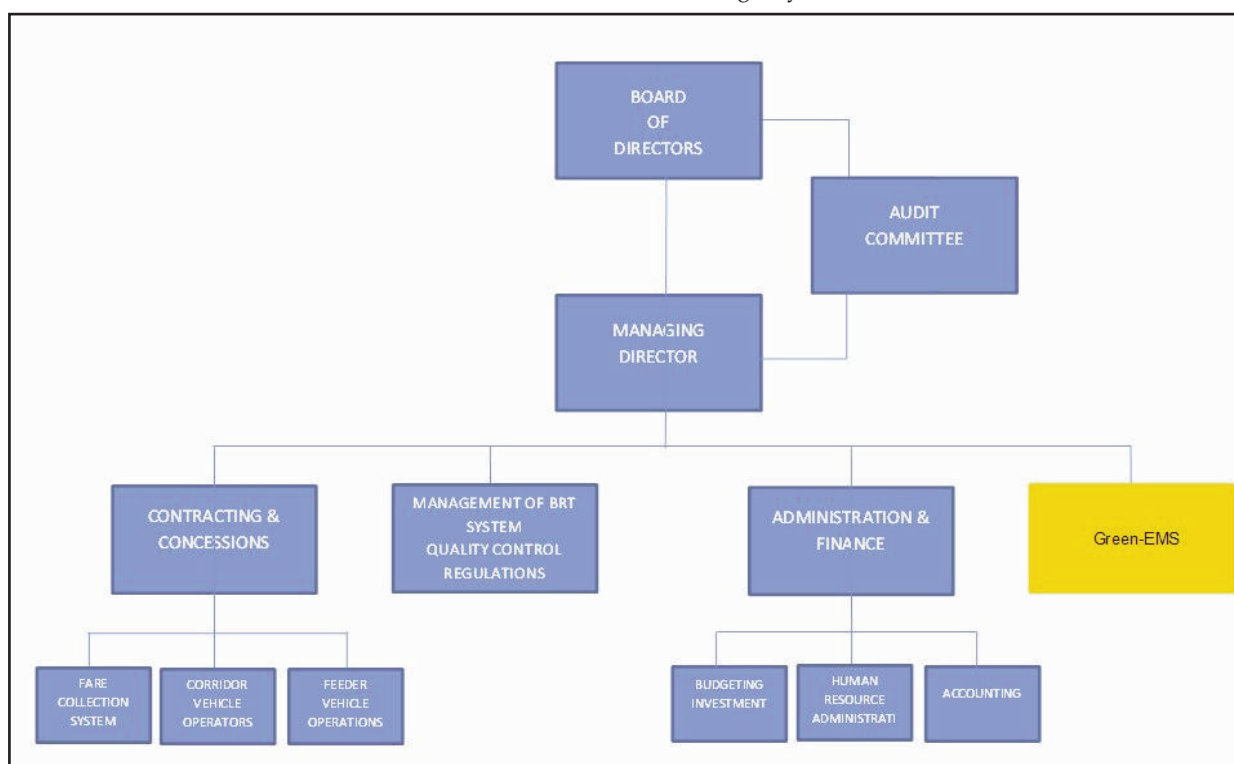 BOARD
OF
DIRECTORS
AUDIT
COMMITTEE
MANAGING
DIRECTOR
CONTRACTING &
CONCESSIONS
MANAGEMENT OF BRT
SYSTEM
QUALITY CONTROL
REGULATIONS
ADMINISTRATION &
FINANCE
Green-EMS
FARE
COLLECTION
SYSTEM
CORRIDOR
VEHICLE
OPERATORS
FEEDER
VEHICLE
OPERATIONS
BUDGETING
INVESTMENT
HUMAN
RESOURCE
ADMINISTRATI
ACCOUNTING